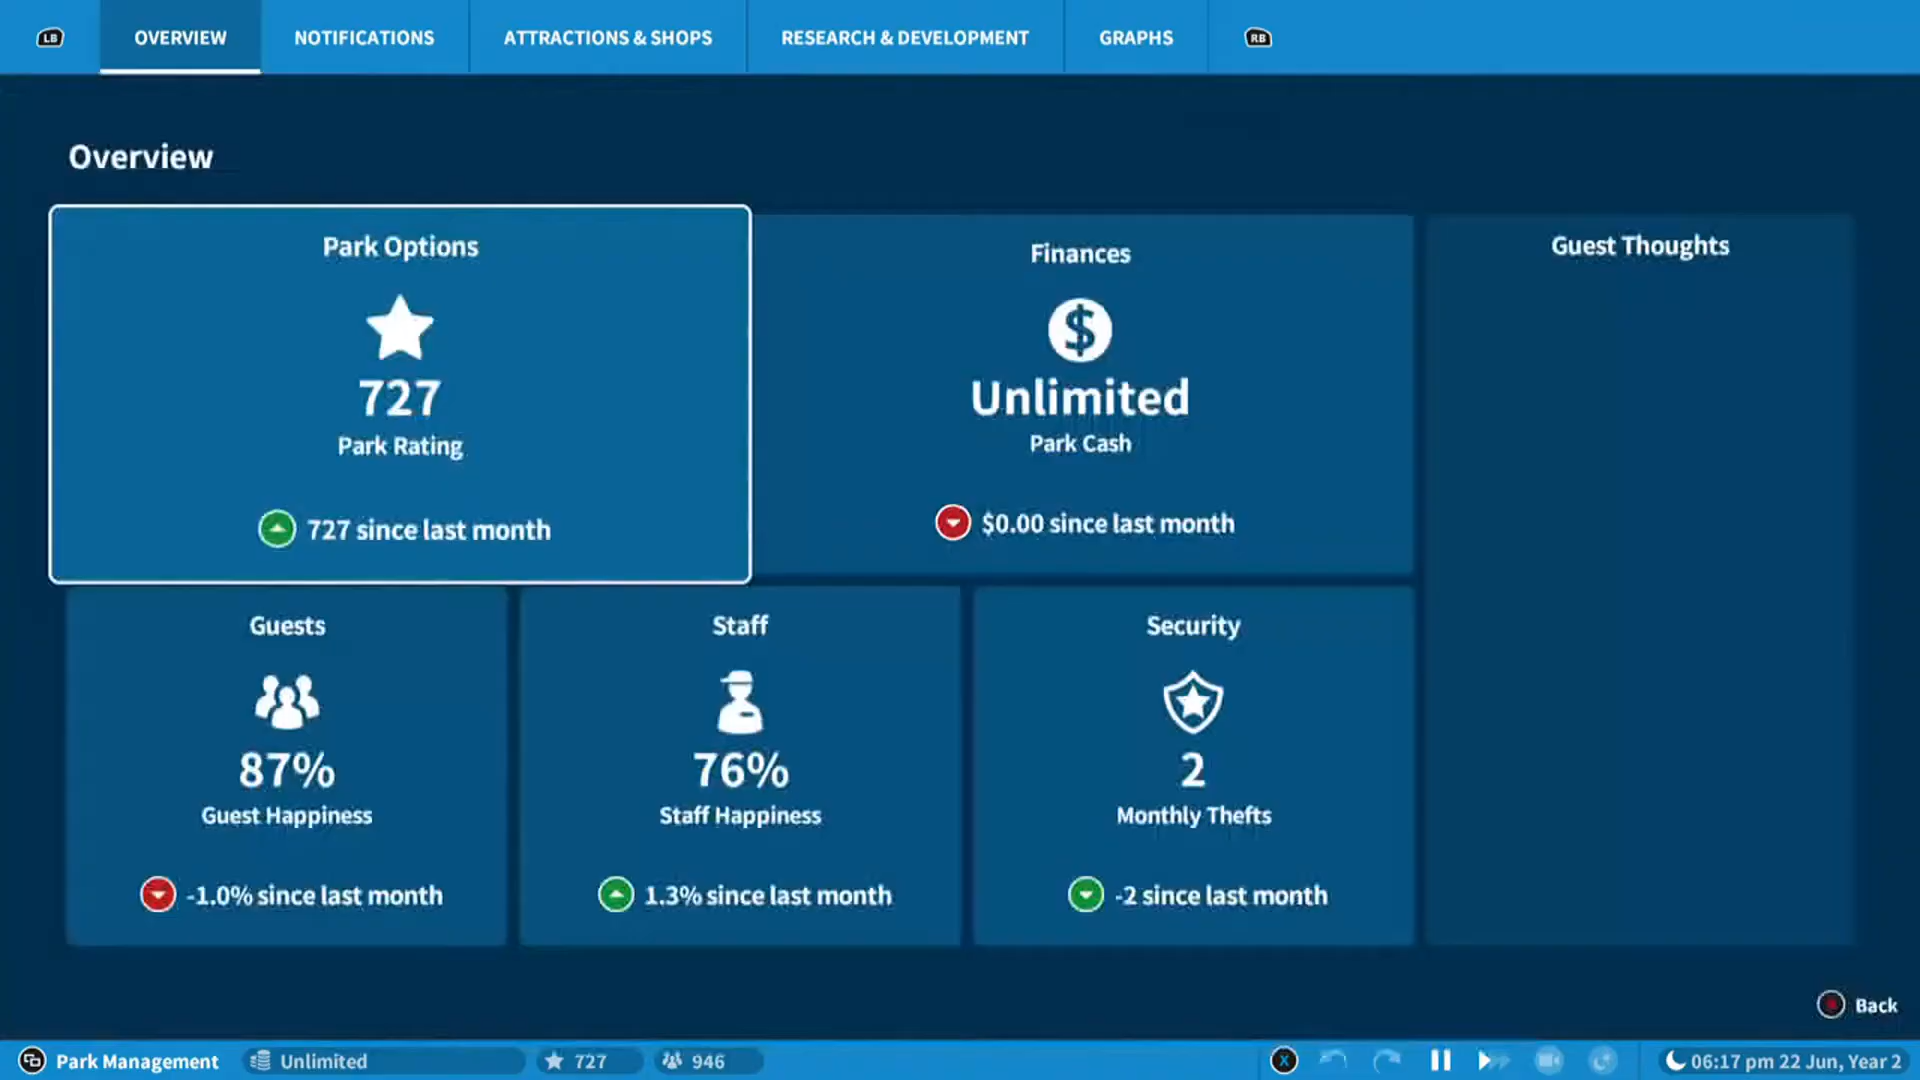 LB
OVERVIEW
NOTIFICATIONS
ATTRACTIONS & SHOPS
RESEARCH & DEVELOPMENT
GRAPHS
RB
Overview
Park Options
727
Park Rating
727 since last month
Finances
$
Unlimited
Park Cash
$0.00 since last month
Guest Thoughts
Guests
87%
Guest Happiness
-1.0% since last month
Staff
76%
Staff Happiness
1.3% since last month
Security
2
Monthly Thefts
-2 since last month
Back
Park Management
Unlimited
727
946
X
06:17 pm 22 Jun, Year 2